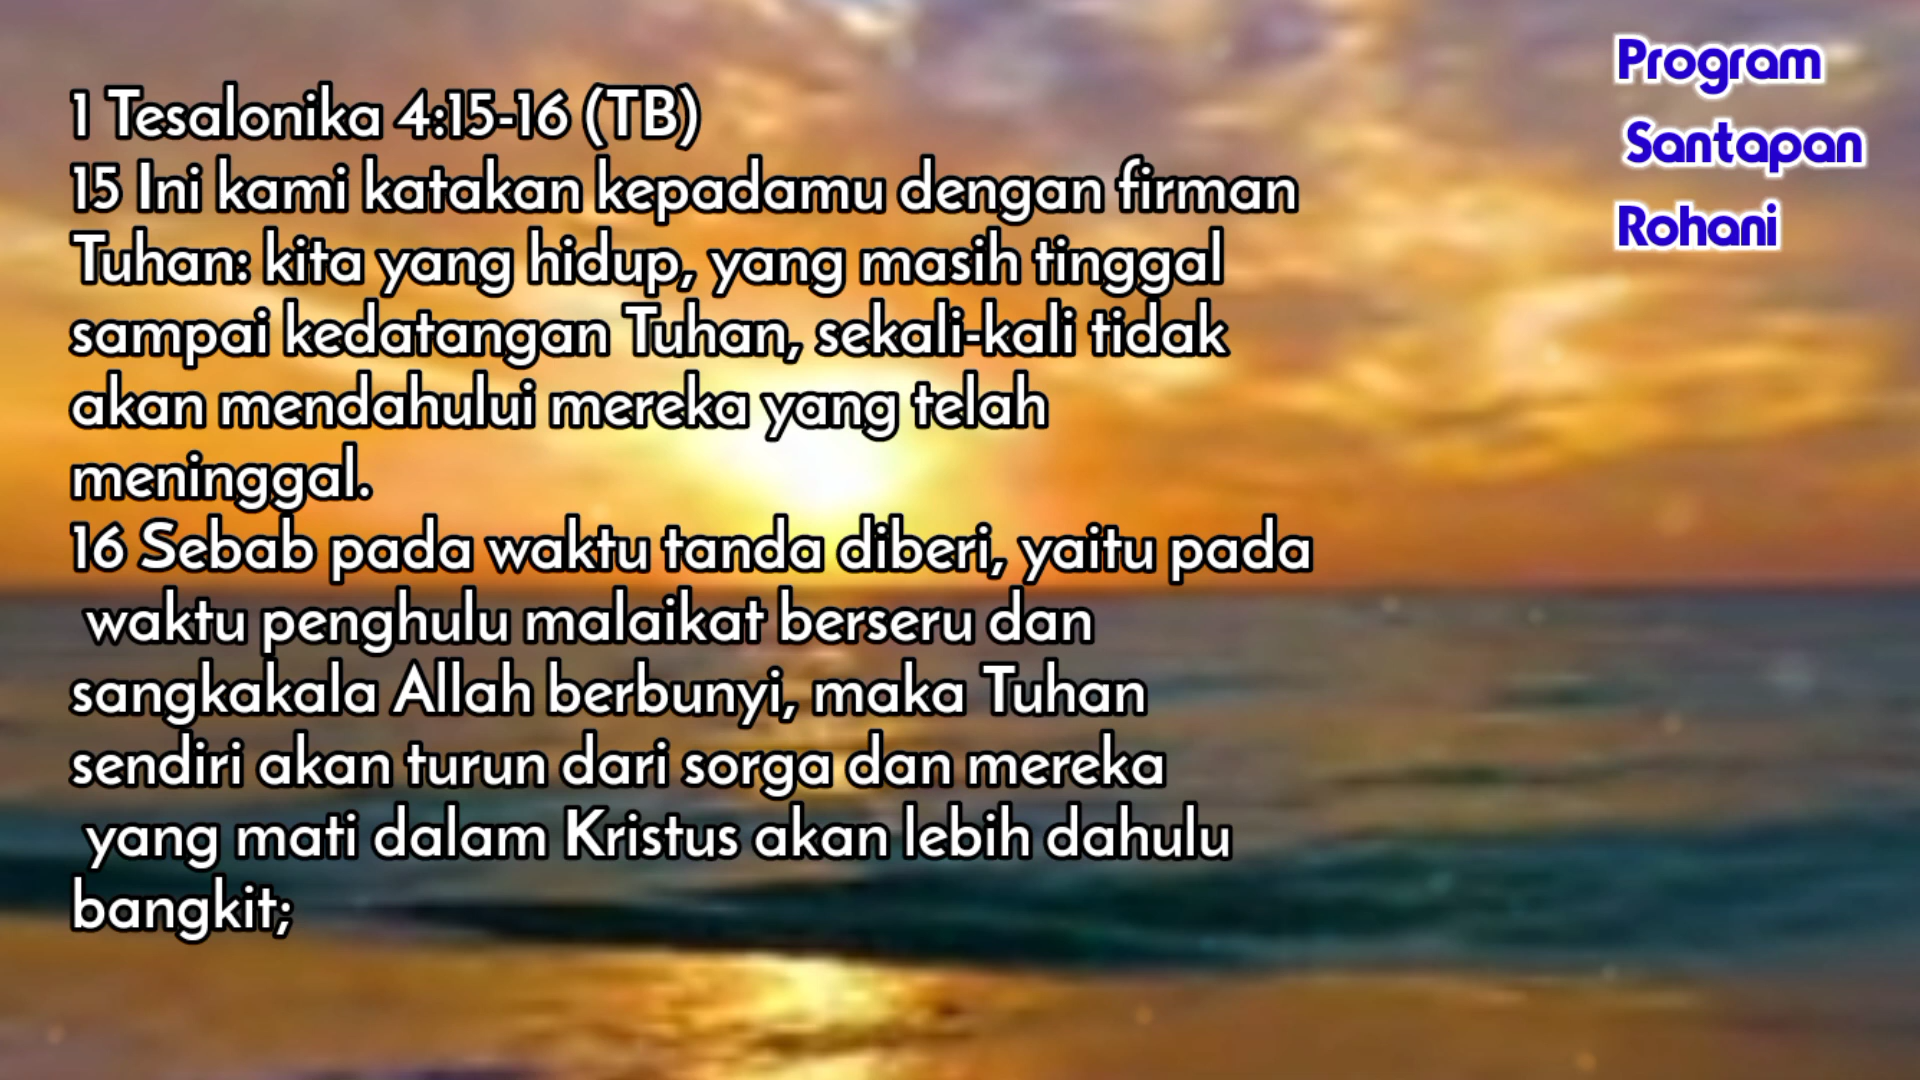 1 Tesalonika 4:15-16 (TB)
15 Ini kami katakan kepadamu dengan firman
Tuhan: kita yang hidup, yang masih tinggal
sampai kedatangan Tuhan, sekali-kali tidak
akan mendahului mereka yang telah
meninggal.
16 Sebab pada waktu tanda diberi, yaitu pada
waktu penghulu malaikat berseru dan
sangkakala Allah berbunyi, maka Tuhan
sendiri akan turun dari sorga dan mereka
yang mati dalam Kristus akan lebih dahulu
bangkit;
Program
Santapan
Rohani